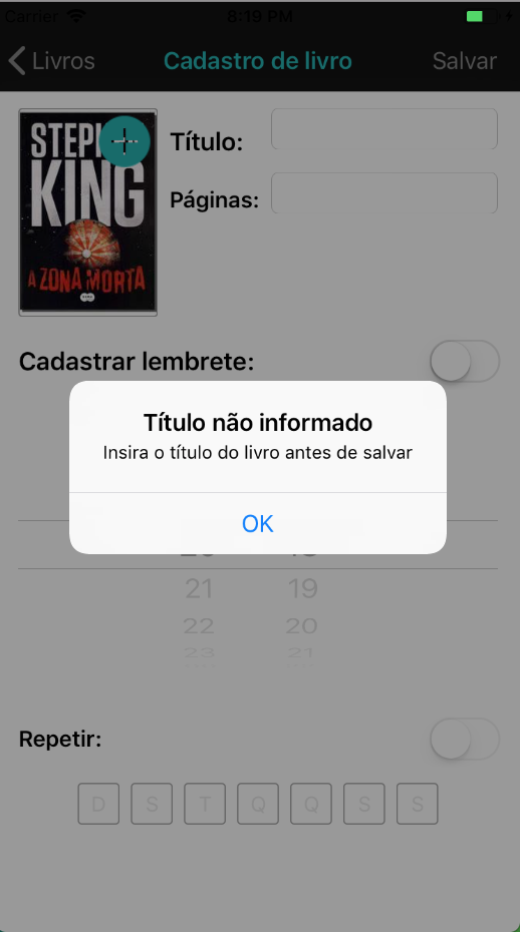 Carrier 8:19 PM
Livros Cadastro de livro Salvar
STEPHEN
KING
A ZONA MORTA
Título:
Páginas:
Cadastrar lembrete:
Título não informado
Insira o título do livro antes de salvar
OK
21 19
22 20
23 21
Repetir:
D S T Q Q S S